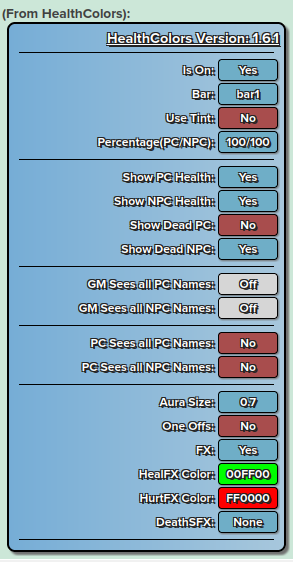 (From HealthColors):
HealthColors Version: 1.6.1
Is On: Yes
Bar: bar1
Use Tint: No
Percentage(PC/NPC): 100/100
Show PC Health: Yes
Show NPC Health: Yes
Show Dead PC: No
Show Dead NPC: Yes
GM Sees all PC Names: Off
GM Sees all NPC Names: Off
PC Sees all PC Names: No
PC Sees all NPC Names: No
Aura Size: 0.7
One Offs: No
FX: Yes
HealFX Color: 00FF00
HurtFX Color: FF0000
DeathSFX: None